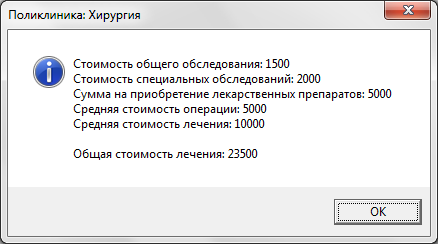 Поликлиника: Хирургия
Стоимость общего обследования: 1500
Стоимость специальных обследований: 2000
Сумма на приобретение лекарственных препаратов: 5000
Средняя стоимость операции: 5000
Средняя стоимость лечения: 10000
Общая стоимость лечения: 23500
OK